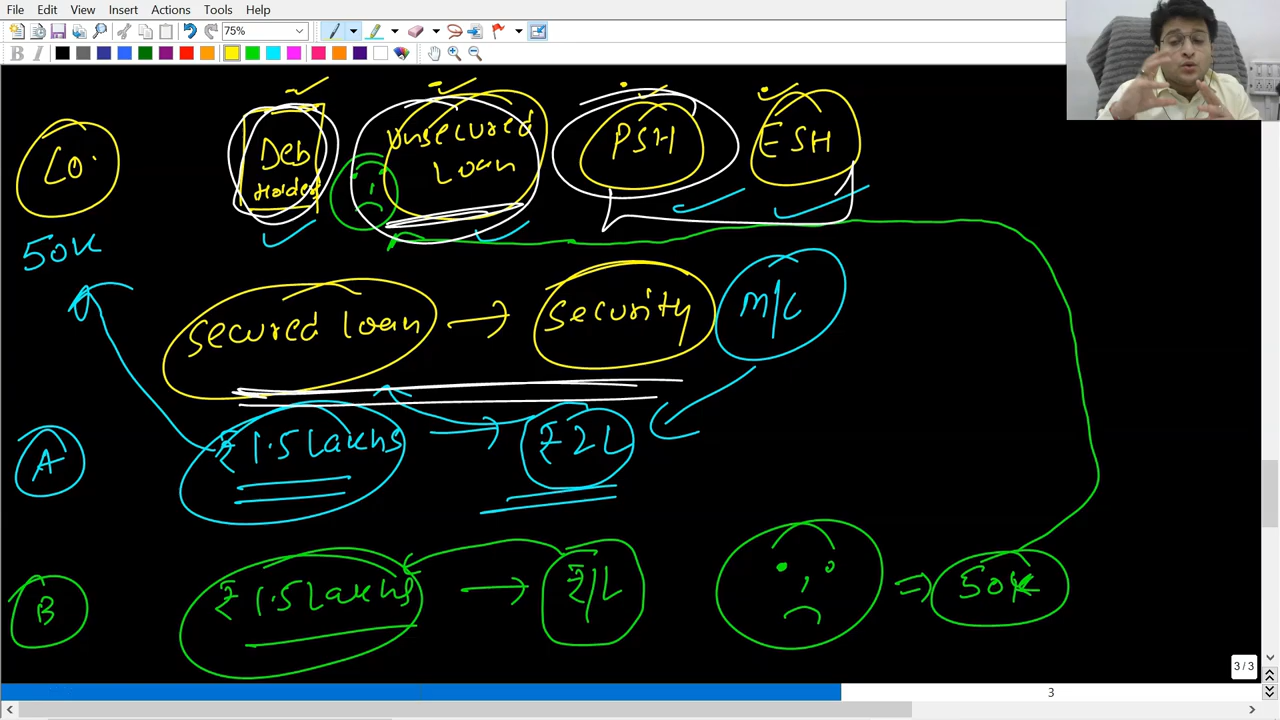 File Edit View Insert Actions Tools Help
75%
B I
CO.
Deb Holder
Unsecured Loan
PSH
ESH
50K
secured loan → security
M/C
A
₹1.5 Lakhs → ₹2L
B
₹1.5 Lakhs → ₹1L
⇒ 50K
3 / 3
3